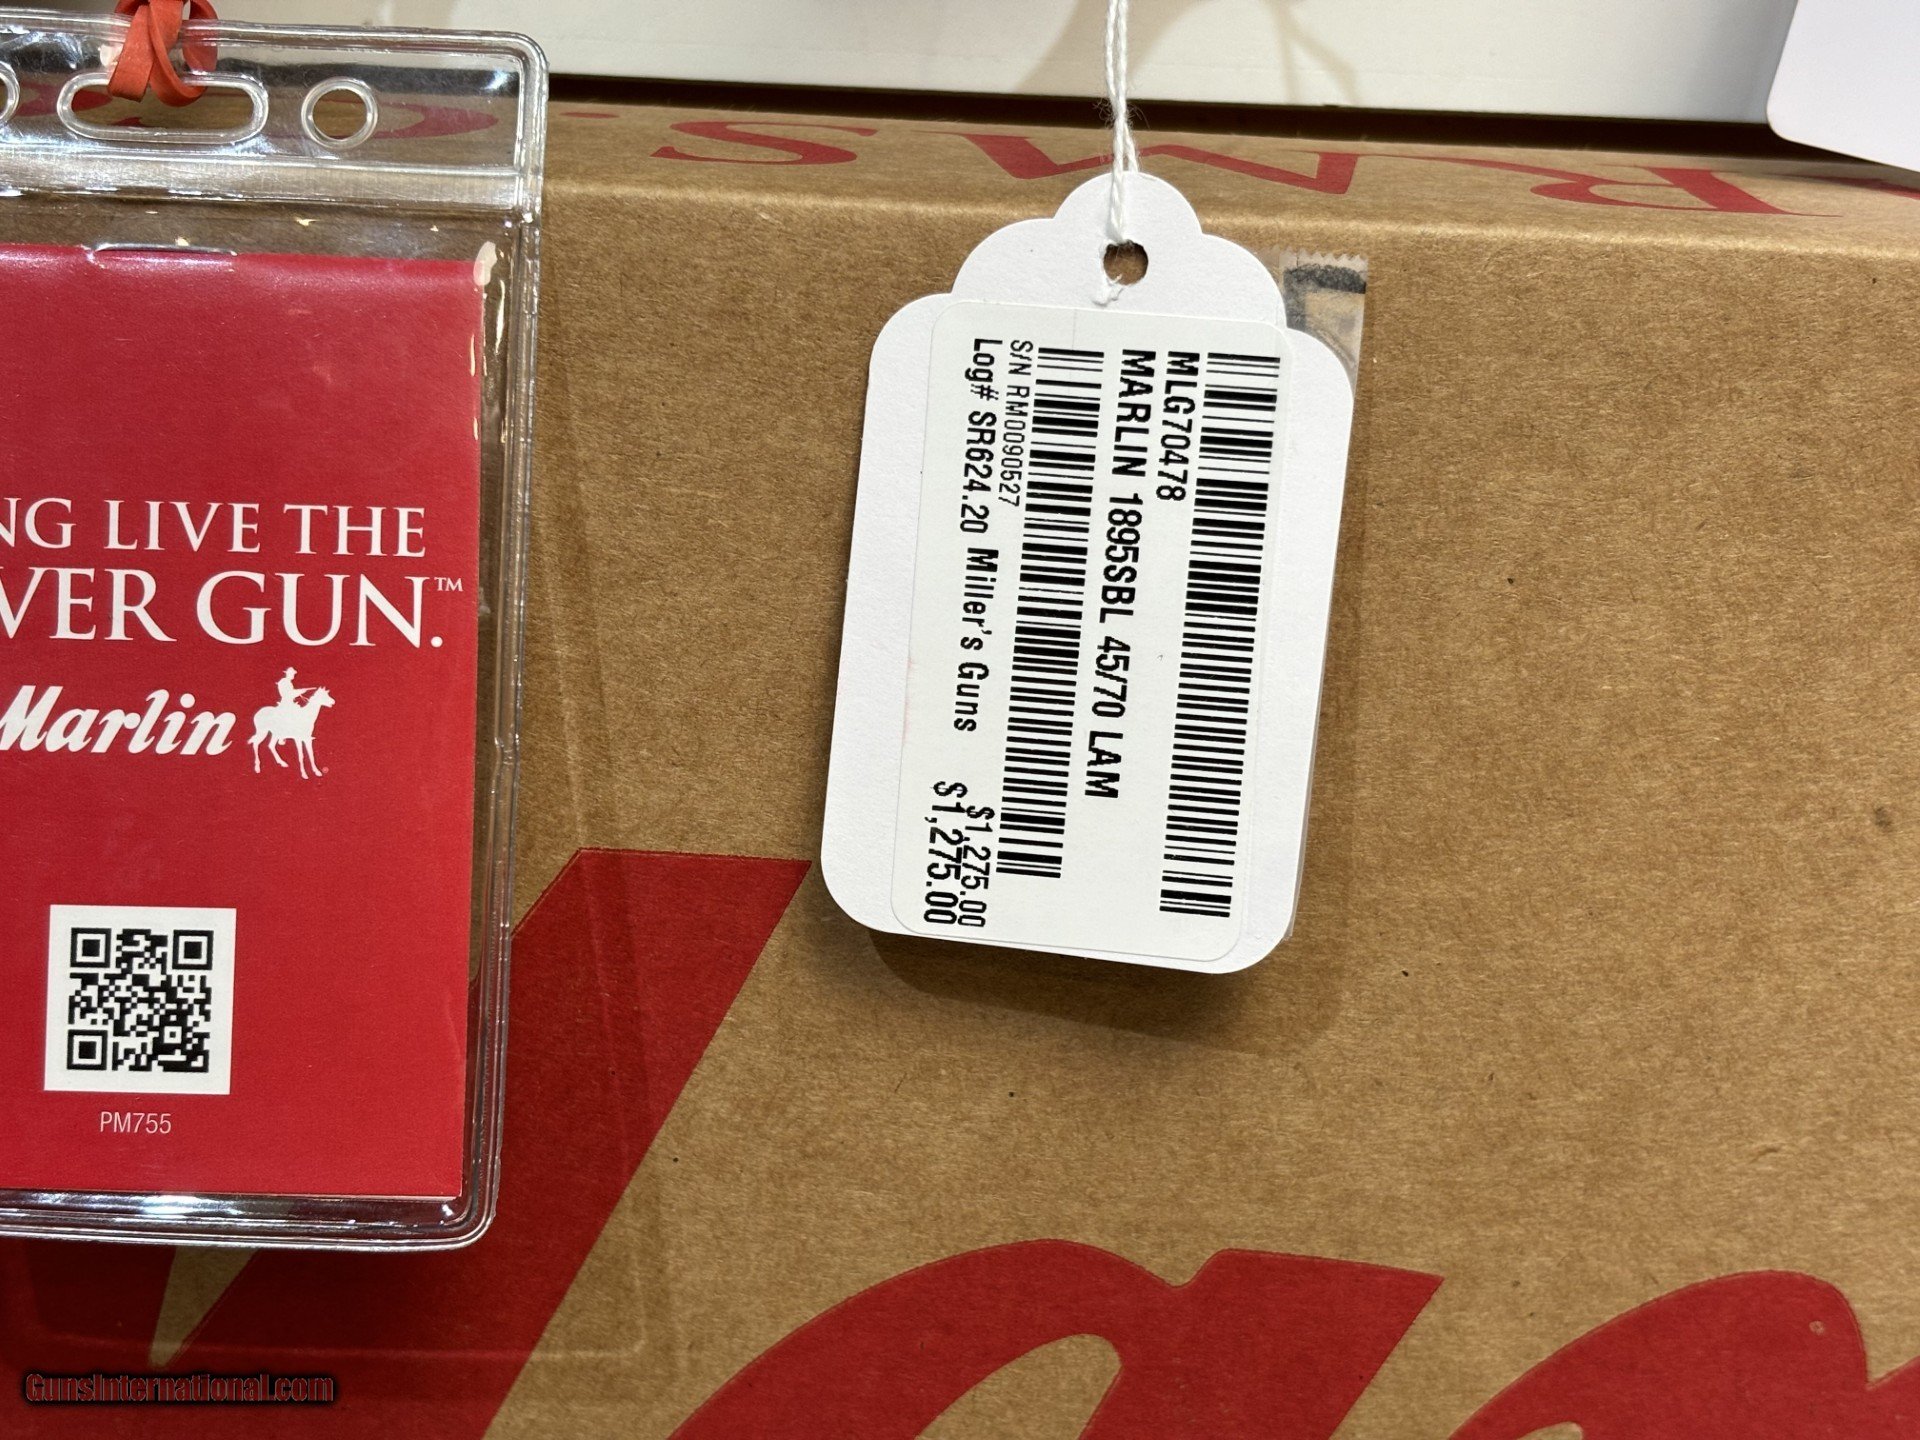 NG LIVE THE
VER GUN.™
Marlin
PM755
MLG70478
MARLIN 1895SBL 45/70 LAM
S/N RM0090527
Log# SR624.20 Miller's Guns
$1,275.00
$1,275.00
GunsInternational.com